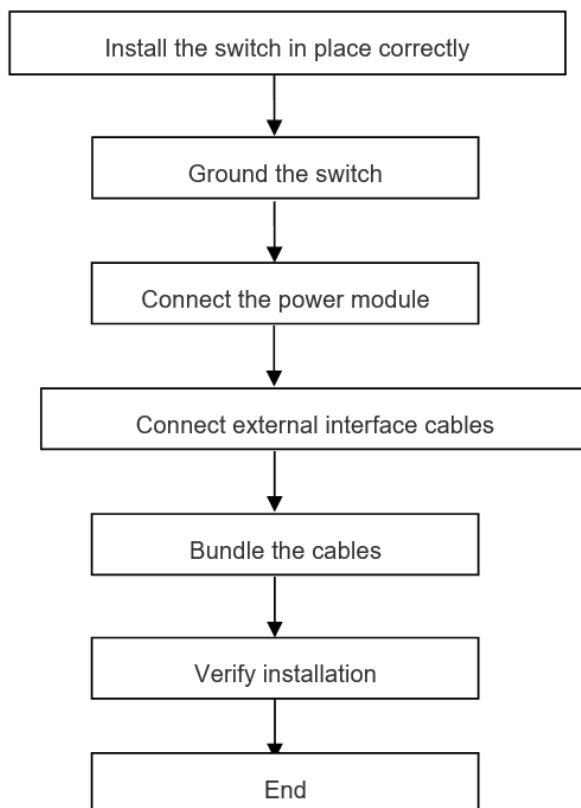 Install the switch in place correctly
Ground the switch
Connect the power module
Connect external interface cables
Bundle the cables
Verify installation
End